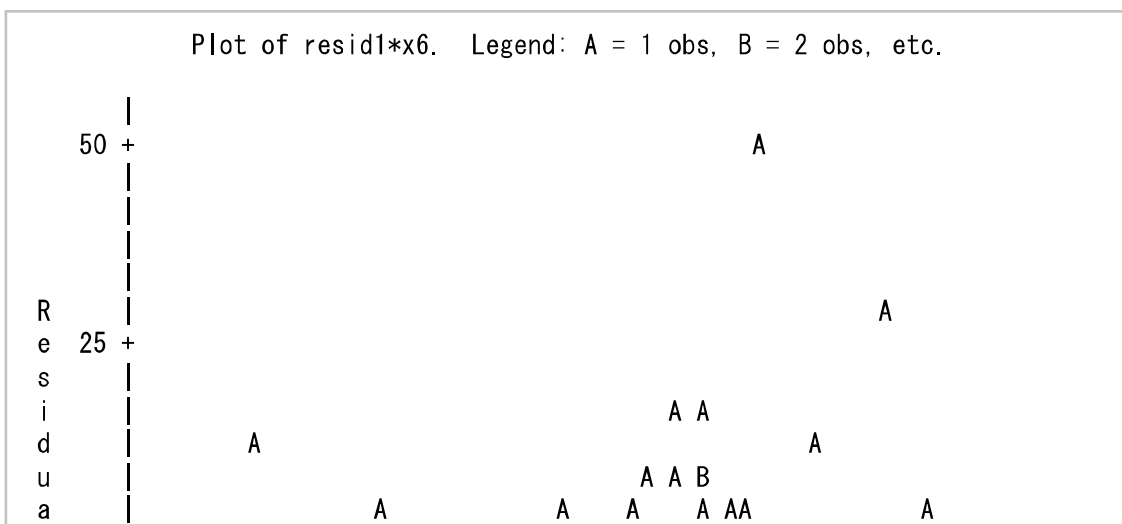 Plot of resid1*x6.  Legend: A = 1 obs, B = 2 obs, etc.
|
50 + A
|
|
|
|
R | A
e 25 +
s |
i | A A
d | A A
u | A A B
a | A A A A AA A